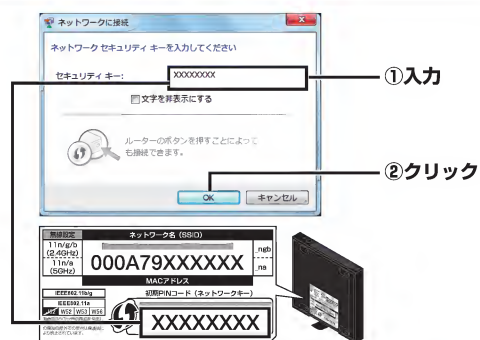 ネットワークに接続
ネットワーク セキュリティ キーを入力してください
セキュリティ キー:
XXXXXXXX
①入力
文字を非表示にする
ルーターのボタンを押すことによって
も接続できます。
②クリック
OK
キャンセル
無線設定
ネットワーク名 (SSID)
11n/g/b
(2.4GHz)
11n/a
(5GHz)
000A79XXXXXX
_ngb
_na
MACアドレス
IEEE802.11b/g
IEEE802.11a
W52 W53 W56
初期PINコード (ネットワークキー)
XXXXXXXX